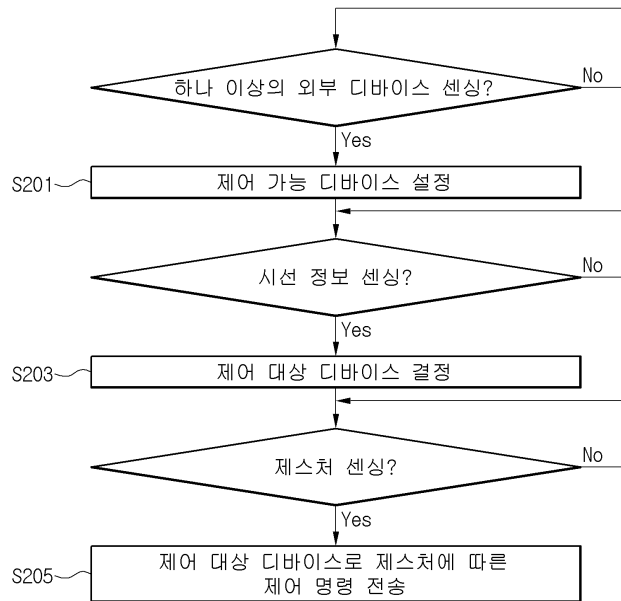 하나 이상의 외부 디바이스 센싱?
No
Yes
S201
제어 가능 디바이스 설정
시선 정보 센싱?
No
Yes
S203
제어 대상 디바이스 결정
제스처 센싱?
No
Yes
S205
제어 대상 디바이스로 제스처에 따른
제어 명령 전송